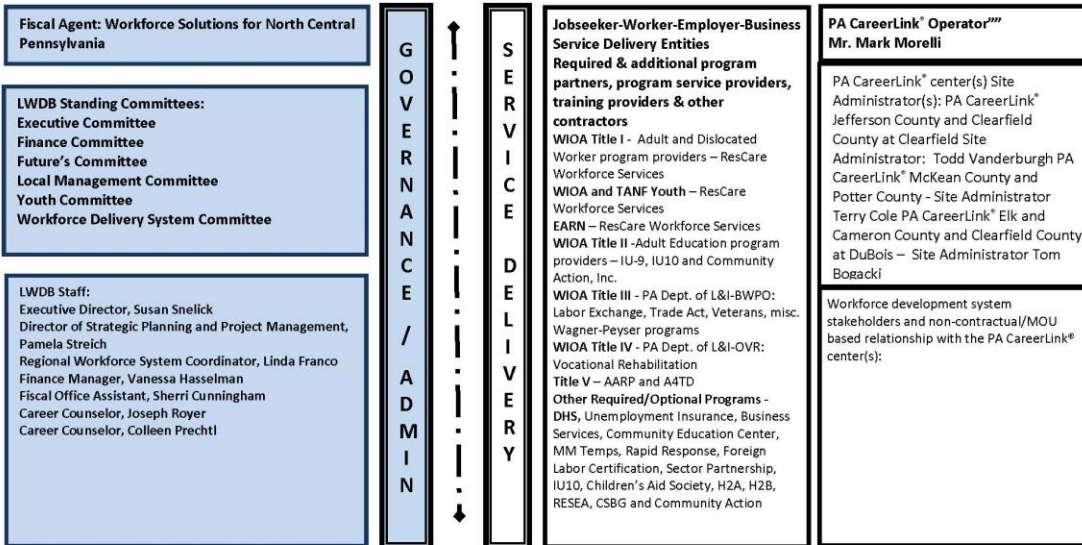 Fiscal Agent: Workforce Solutions for North Central
Pennsylvania
LWDB Standing Committees:
Executive Committee
Finance Committee
Future's Committee
Local Management Committee
Youth Committee
Workforce Delivery System Committee
LWDB Staff:
Executive Director, Susan Snelick
Director of Strategic Planning and Project Management,
Pamela Streich
Regional Workforce System Coordinator, Linda Franco
Finance Manager, Vanessa Hasselman
Fiscal Office Assistant, Sherri Cunningham
Career Counselor, Joseph Royer
Career Counselor, Colleen Prechtl
G
O
V
E
R
N
A
N
C
E
/
A
D
M
I
N
S
E
R
V
I
C
E
D
E
L
I
V
E
R
Y
Jobseeker-Worker-Employer-Business
Service Delivery Entities
Required & additional program
partners, program service providers,
training providers & other
contractors
WIOA Title I - Adult and Dislocated
Worker program providers – ResCare
Workforce Services
WIOA and TANF Youth – ResCare
Workforce Services
EARN – ResCare Workforce Services
WIOA Title II -Adult Education program
providers – IU-9, IU10 and Community
Action, Inc.
WIOA Title III - PA Dept. of L&I-BWPO:
Labor Exchange, Trade Act, Veterans, misc.
Wagner-Peyser programs
WIOA Title IV - PA Dept. of L&I-OVR:
Vocational Rehabilitation
Title V – AARP and A4TD
Other Required/Optional Programs -
DHS, Unemployment Insurance, Business
Services, Community Education Center,
MM Temps, Rapid Response, Foreign
Labor Certification, Sector Partnership,
IU10, Children's Aid Society, H2A, H2B,
RESEA, CSBG and Community Action
PA CareerLink® Operator””
Mr. Mark Morelli
PA CareerLink® center(s) Site
Administrator(s): PA CareerLink®
Jefferson County and Clearfield
County at Clearfield Site
Administrator: Todd Vanderburgh PA
CareerLink® McKean County and
Potter County - Site Administrator
Terry Cole PA CareerLink® Elk and
Cameron County and Clearfield County
at DuBois – Site Administrator Tom
Bogacki
Workforce development system
stakeholders and non-contractual/MOU
based relationship with the PA CareerLink®
center(s):